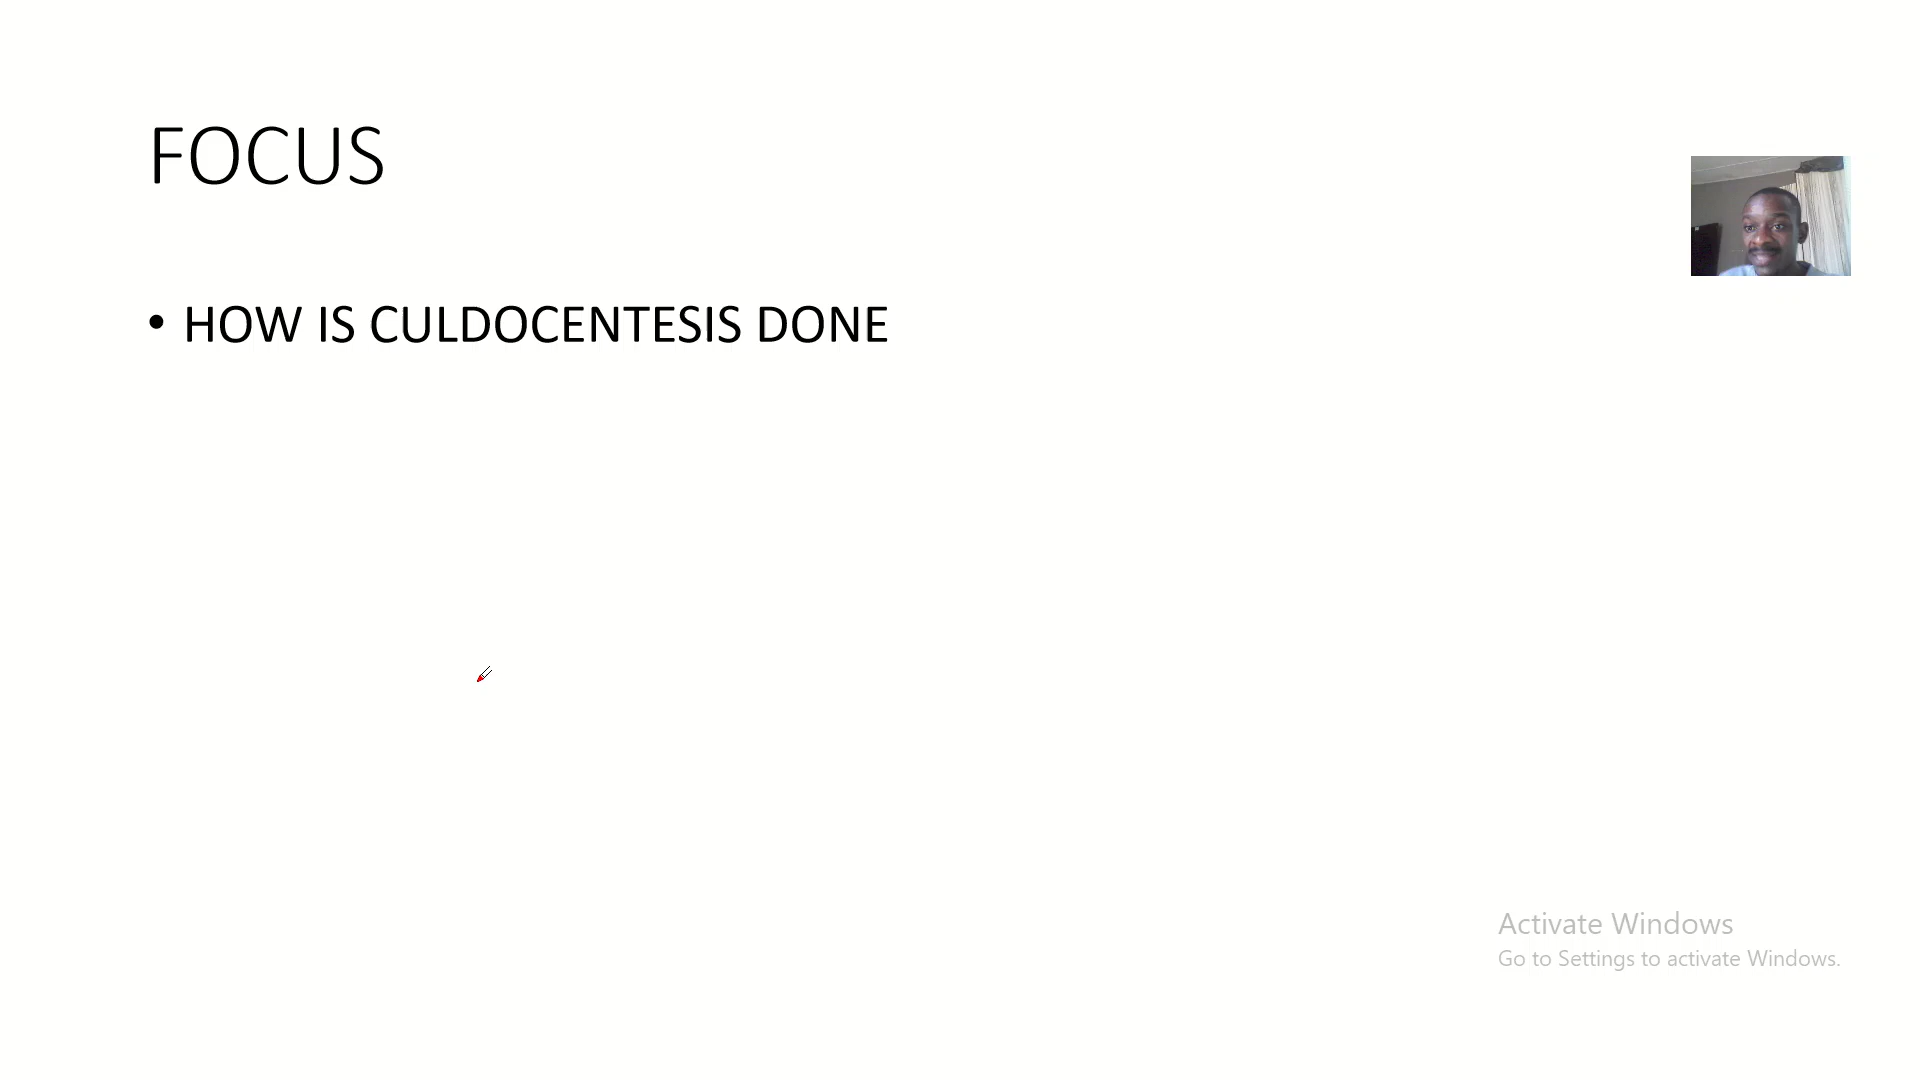 FOCUS
• HOW IS CULDOCENTESIS DONE
Activate Windows
Go to Settings to activate Windows.